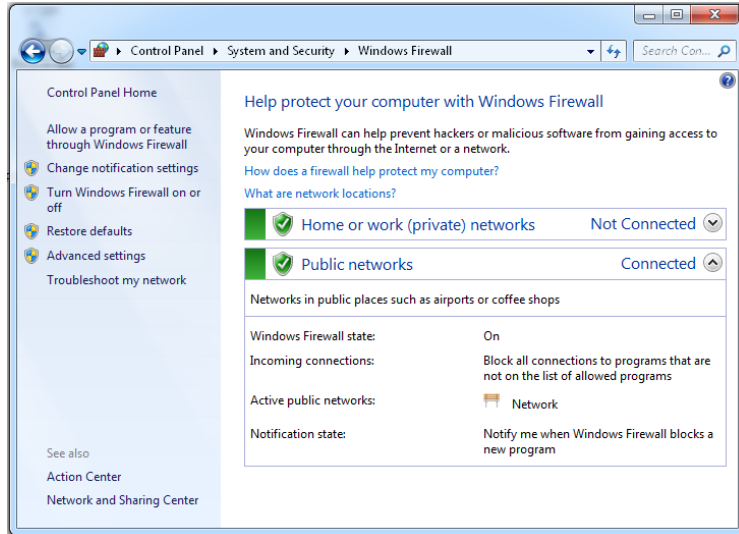 Control Panel ▸ System and Security ▸ Windows Firewall
Search Con...
Control Panel Home
Allow a program or feature
through Windows Firewall
Change notification settings
Turn Windows Firewall on or
off
Restore defaults
Advanced settings
Troubleshoot my network
See also
Action Center
Network and Sharing Center
Help protect your computer with Windows Firewall
Windows Firewall can help prevent hackers or malicious software from gaining access to
your computer through the Internet or a network.
How does a firewall help protect my computer?
What are network locations?
Home or work (private) networks Not Connected
Public networks Connected
Networks in public places such as airports or coffee shops
Windows Firewall state: On
Incoming connections: Block all connections to programs that are
not on the list of allowed programs
Active public networks: Network
Notification state: Notify me when Windows Firewall blocks a
new program